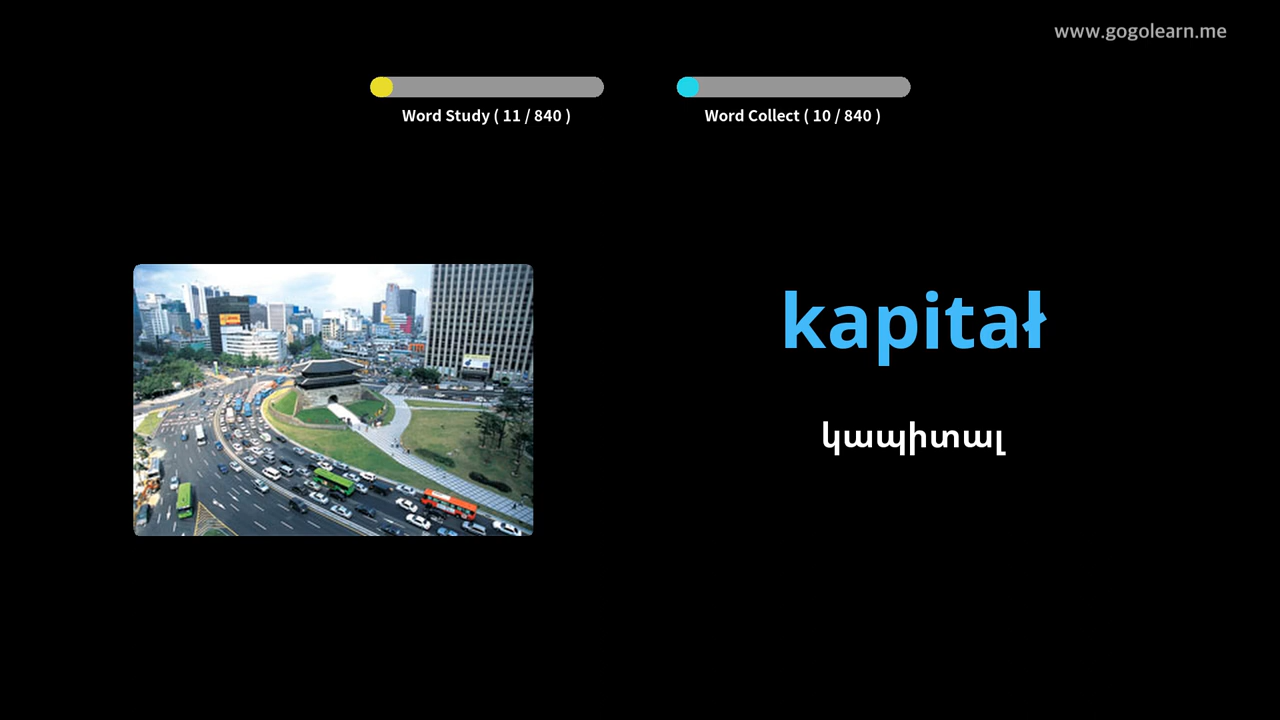 www.gogolearn.me
Word Study ( 11 / 840 )
Word Collect ( 10 / 840 )
kapitał
կապիտալ